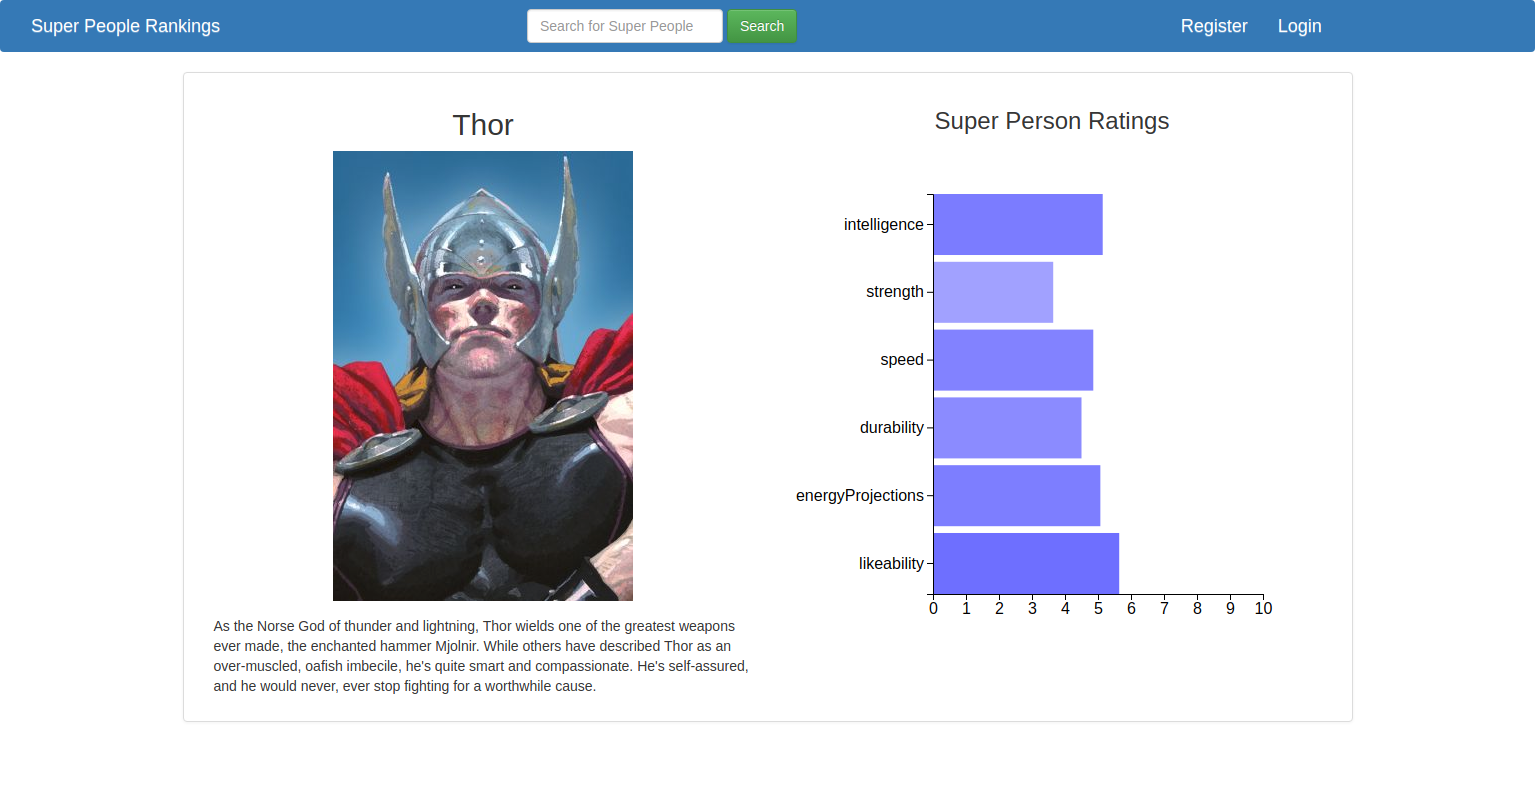 Super People Rankings
Search for Super People
Search
Register
Login
Thor
As the Norse God of thunder and lightning, Thor wields one of the greatest weapons
ever made, the enchanted hammer Mjolnir. While others have described Thor as an
over-muscled, oafish imbecile, he's quite smart and compassionate. He's self-assured,
and he would never, ever stop fighting for a worthwhile cause.
Super Person Ratings
intelligence
strength
speed
durability
energyProjections
likeability
0 1 2 3 4 5 6 7 8 9 10